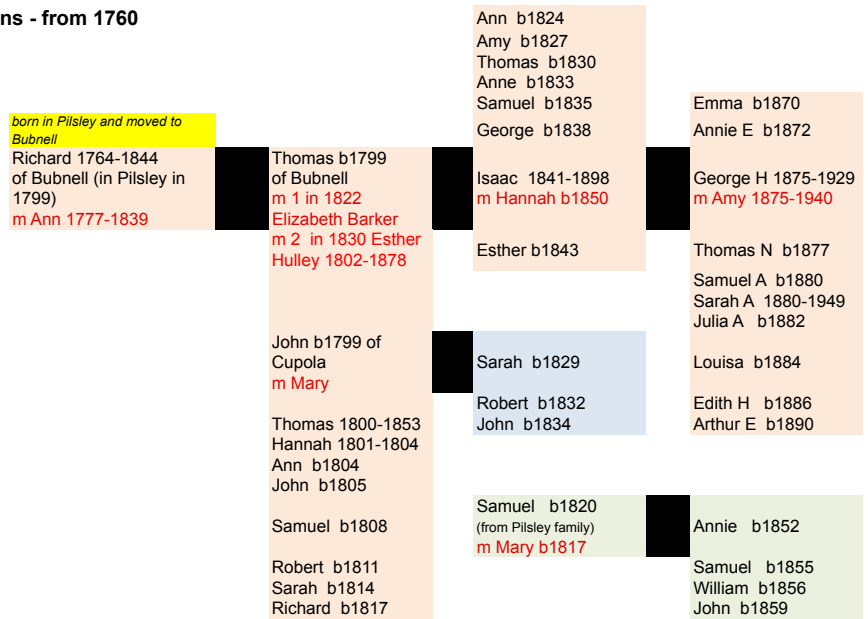 ns - from 1760
born in Pilsley and moved to
Bubnell
Richard 1764-1844
of Bubnell (in Pilsley in
1799)
m Ann 1777-1839
Thomas b1799
of Bubnell
m 1 in 1822
Elizabeth Barker
m 2 in 1830 Esther
Hulley 1802-1878
John b1799 of
Cupola
m Mary
Thomas 1800-1853
Hannah 1801-1804
Ann b1804
John b1805
Samuel b1808
Robert b1811
Sarah b1814
Richard b1817
Ann b1824
Amy b1827
Thomas b1830
Anne b1833
Samuel b1835
George b1838
Isaac 1841-1898
m Hannah b1850
Esther b1843
Sarah b1829
Robert b1832
John b1834
Samuel b1820
(from Pilsley family)
m Mary b1817
Emma b1870
Annie E b1872
George H 1875-1929
m Amy 1875-1940
Thomas N b1877
Samuel A b1880
Sarah A 1880-1949
Julia A b1882
Louisa b1884
Edith H b1886
Arthur E b1890
Annie b1852
Samuel b1855
William b1856
John b1859